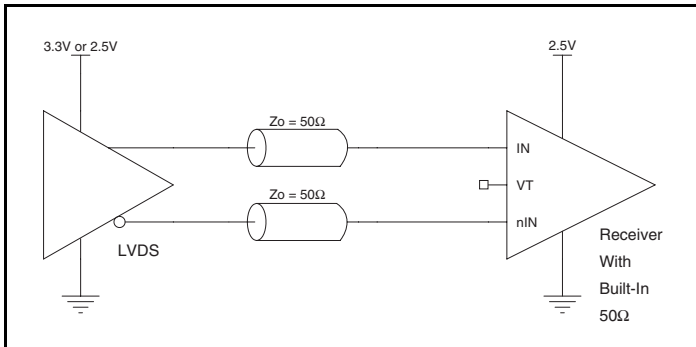 3.3V or 2.5V
2.5V
Zo = 50Ω
IN
VT
Zo = 50Ω
nIN
LVDS
Receiver
With
Built-In
50Ω